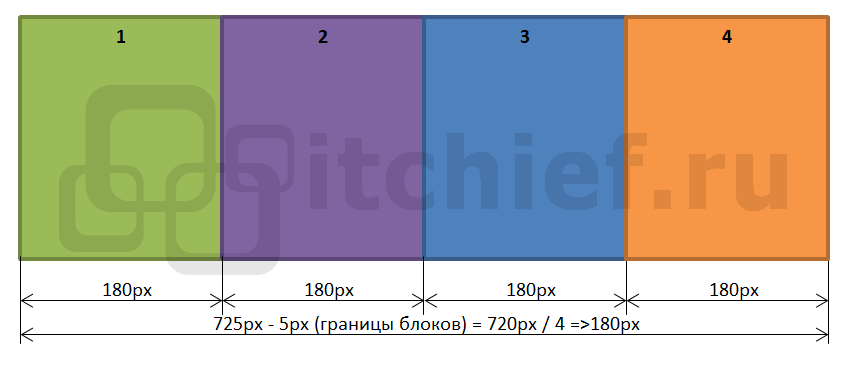 1 2 3 4
itchief.ru
180px 180px 180px 180px
725px - 5px (границы блоков) = 720px / 4 =>180px